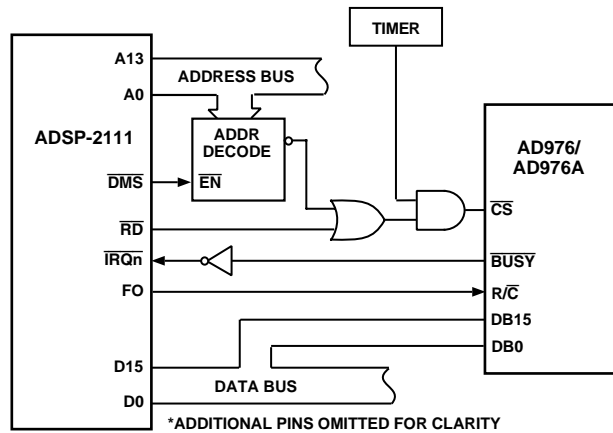 TIMER
A13
ADDRESS BUS
A0
ADSP-2111
ADDR
DECODE
AD976/
AD976A
DMS
EN
CS
RD
IRQn
BUSY
FO
R/C
DB15
DB0
D15
DATA BUS
D0
*ADDITIONAL PINS OMITTED FOR CLARITY